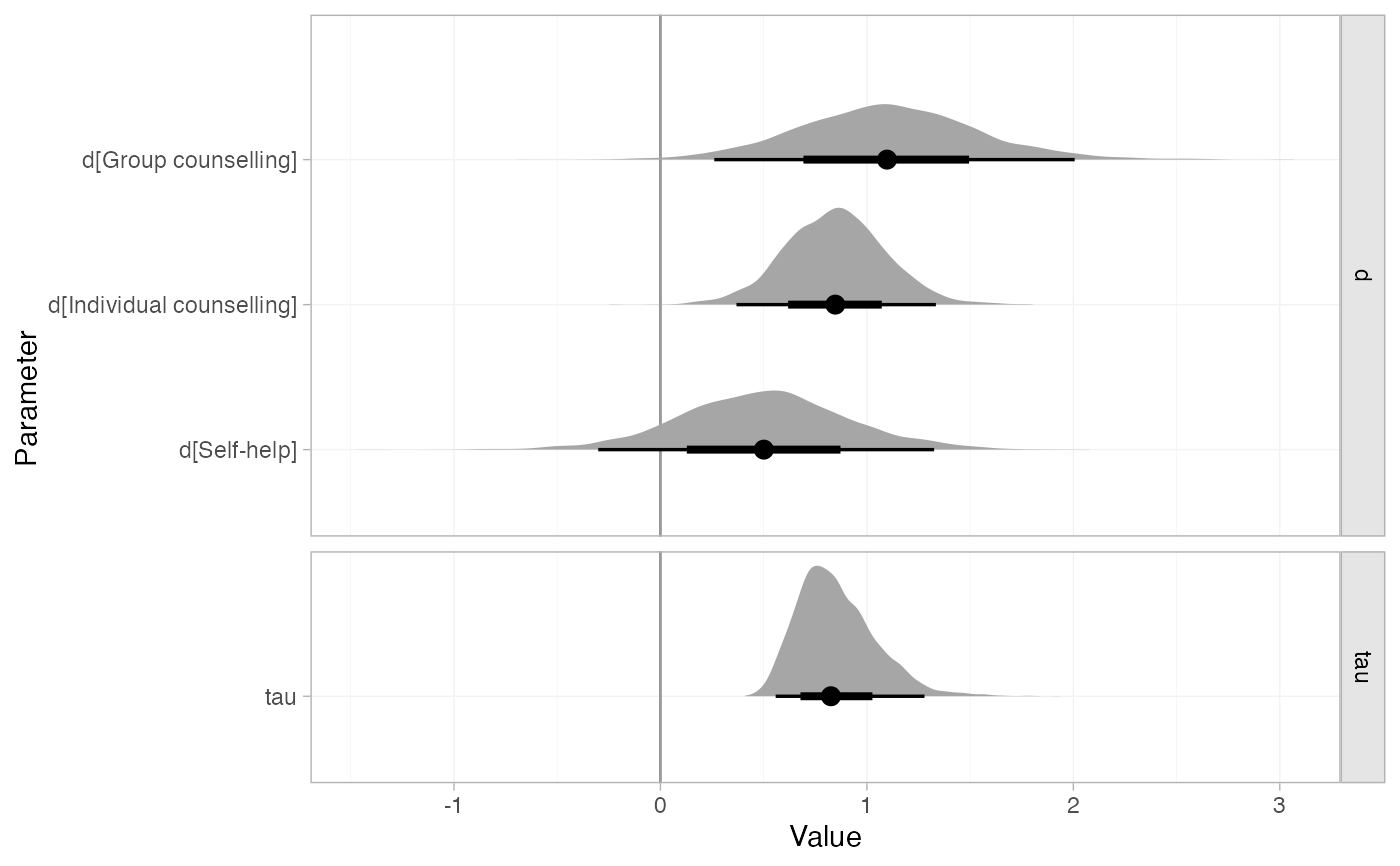 d[Group counselling]
d[Individual counselling]
d[Self-help]
d
tau
tau
-1 0 1 2 3
Value
Parameter